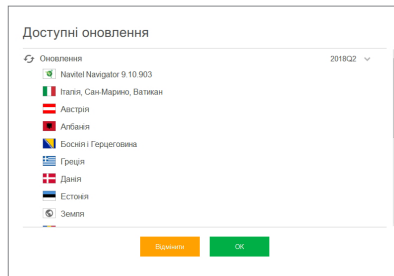 Доступні оновлення
Оновлення 2018Q2
Navitel Navigator 9.10.903
Італія, Сан-Марино, Ватикан
Австрія
Албанія
Боснія і Герцеговина
Греція
Данія
Естонія
Земля
Відмінити OK